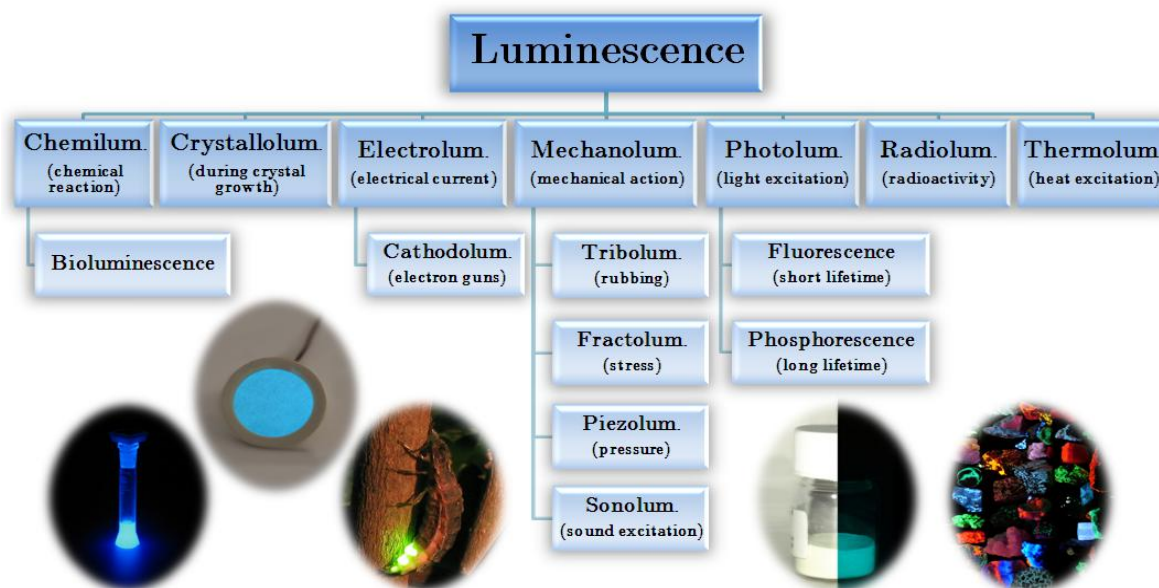 Luminescence
Chemilum.
(chemical
reaction)
Crystallolum.
(during crystal
growth)
Electrolum.
(electrical current)
Mechanolum.
(mechanical action)
Photolum.
(light excitation)
Radiolum.
(radioactivity)
Thermolum.
(heat excitation)
Bioluminescence
Cathodolum.
(electron guns)
Tribolum.
(rubbing)
Fractolum.
(stress)
Piezolum.
(pressure)
Sonolum.
(sound excitation)
Fluorescence
(short lifetime)
Phosphorescence
(long lifetime)